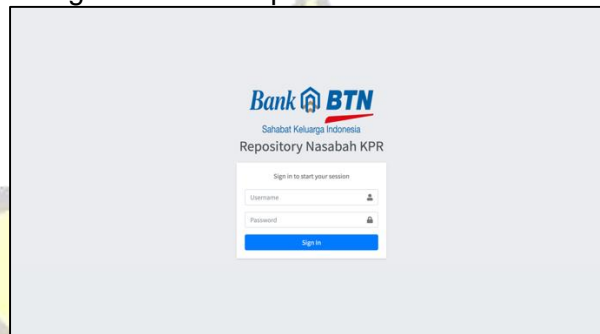 Bank BTN
Sahabat Keluarga Indonesia
Repository Nasabah KPR
Sign in to start your session
Username
Password
Sign In